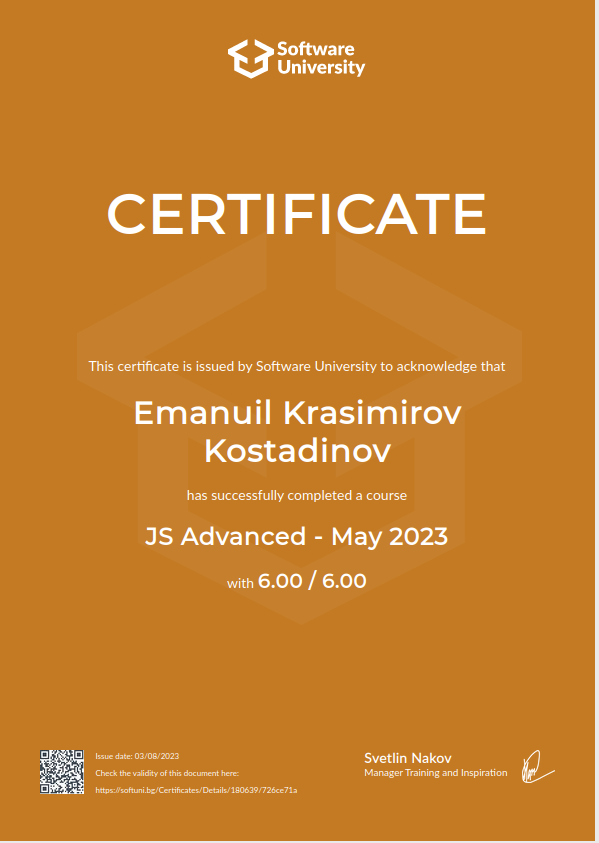 Software
University
CERTIFICATE
This certificate is issued by Software University to acknowledge that
Emanuil Krasimirov
Kostadinov
has successfully completed a course
JS Advanced - May 2023
with 6.00 / 6.00
Issue date: 03/08/2023
Check the validity of this document here:
https://softuni.bg/Certificates/Details/180639/726ce71a
Svetlin Nakov
Manager Training and Inspiration